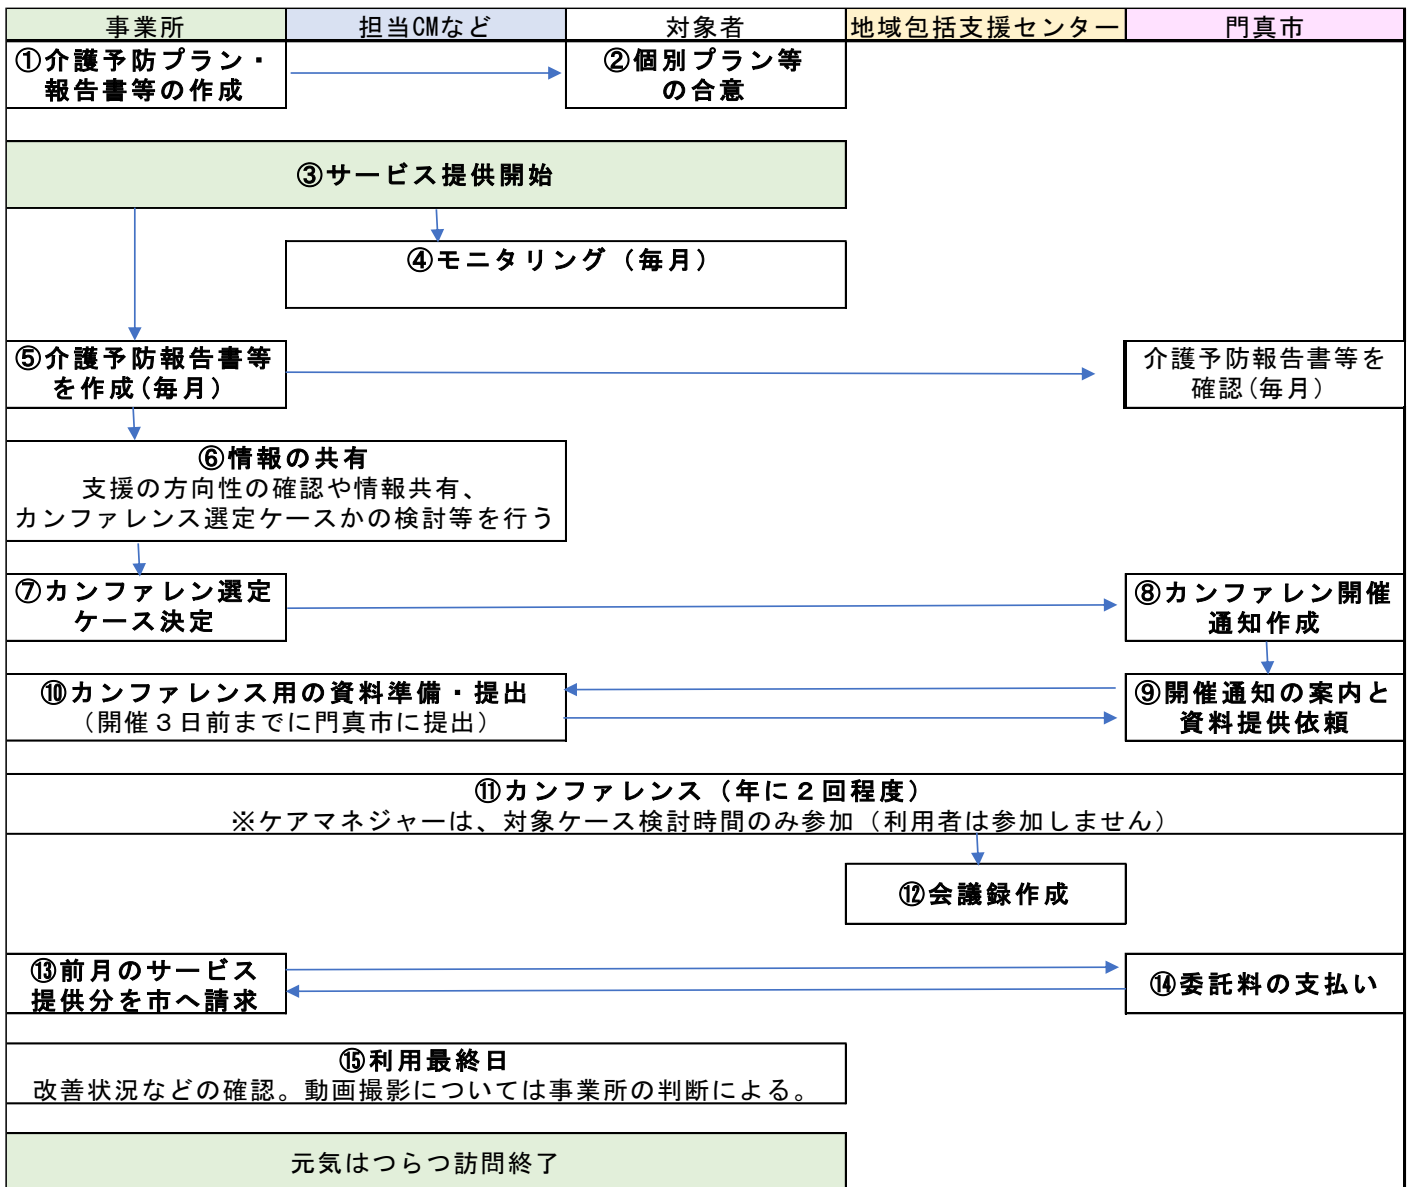 事業所
担当CMなど
対象者
地域包括支援センター
門真市
①介護予防プラン・
報告書等の作成
②個別プラン等
の合意
③サービス提供開始
④モニタリング（毎月）
⑤介護予防報告書等
を作成(毎月)
介護予防報告書等を
確認(毎月)
⑥情報の共有
支援の方向性の確認や情報共有、
カンファレンス選定ケースかの検討等を行う
⑦カンファレン選定
ケース決定
⑧カンファレン開催
通知作成
⑩カンファレンス用の資料準備・提出
（開催３日前までに門真市に提出）
⑨開催通知の案内と
資料提供依頼
⑪カンファレンス（年に２回程度）
※ケアマネジャーは、対象ケース検討時間のみ参加（利用者は参加しません）
⑫会議録作成
⑬前月のサービス
提供分を市へ請求
⑭委託料の支払い
⑮利用最終日
改善状況などの確認。動画撮影については事業所の判断による。
元気はつらつ訪問終了